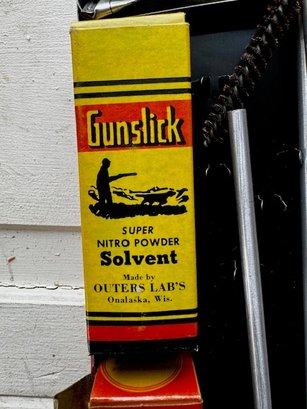 Gunslick
SUPER
NITRO POWDER
Solvent
Made by
OUTERS LAB'S
Onalaska, Wis.